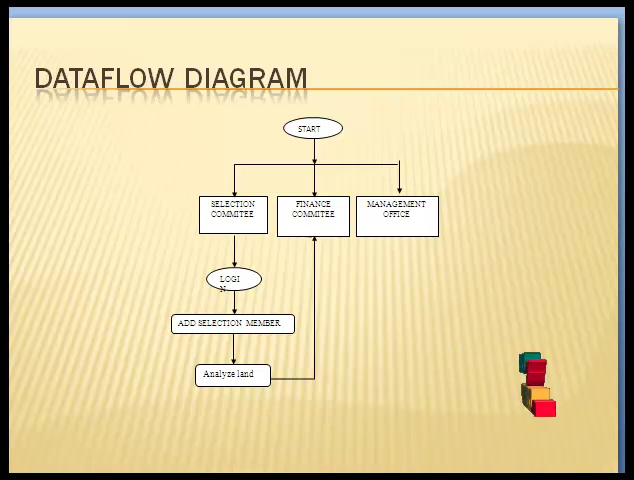 DATAFLOW DIAGRAM
START
SELECTION
COMMITEE
FINANCE
COMMITEE
MANAGEMENT
OFFICE
LOGI
N
ADD SELECTION MEMBER
Analyze land